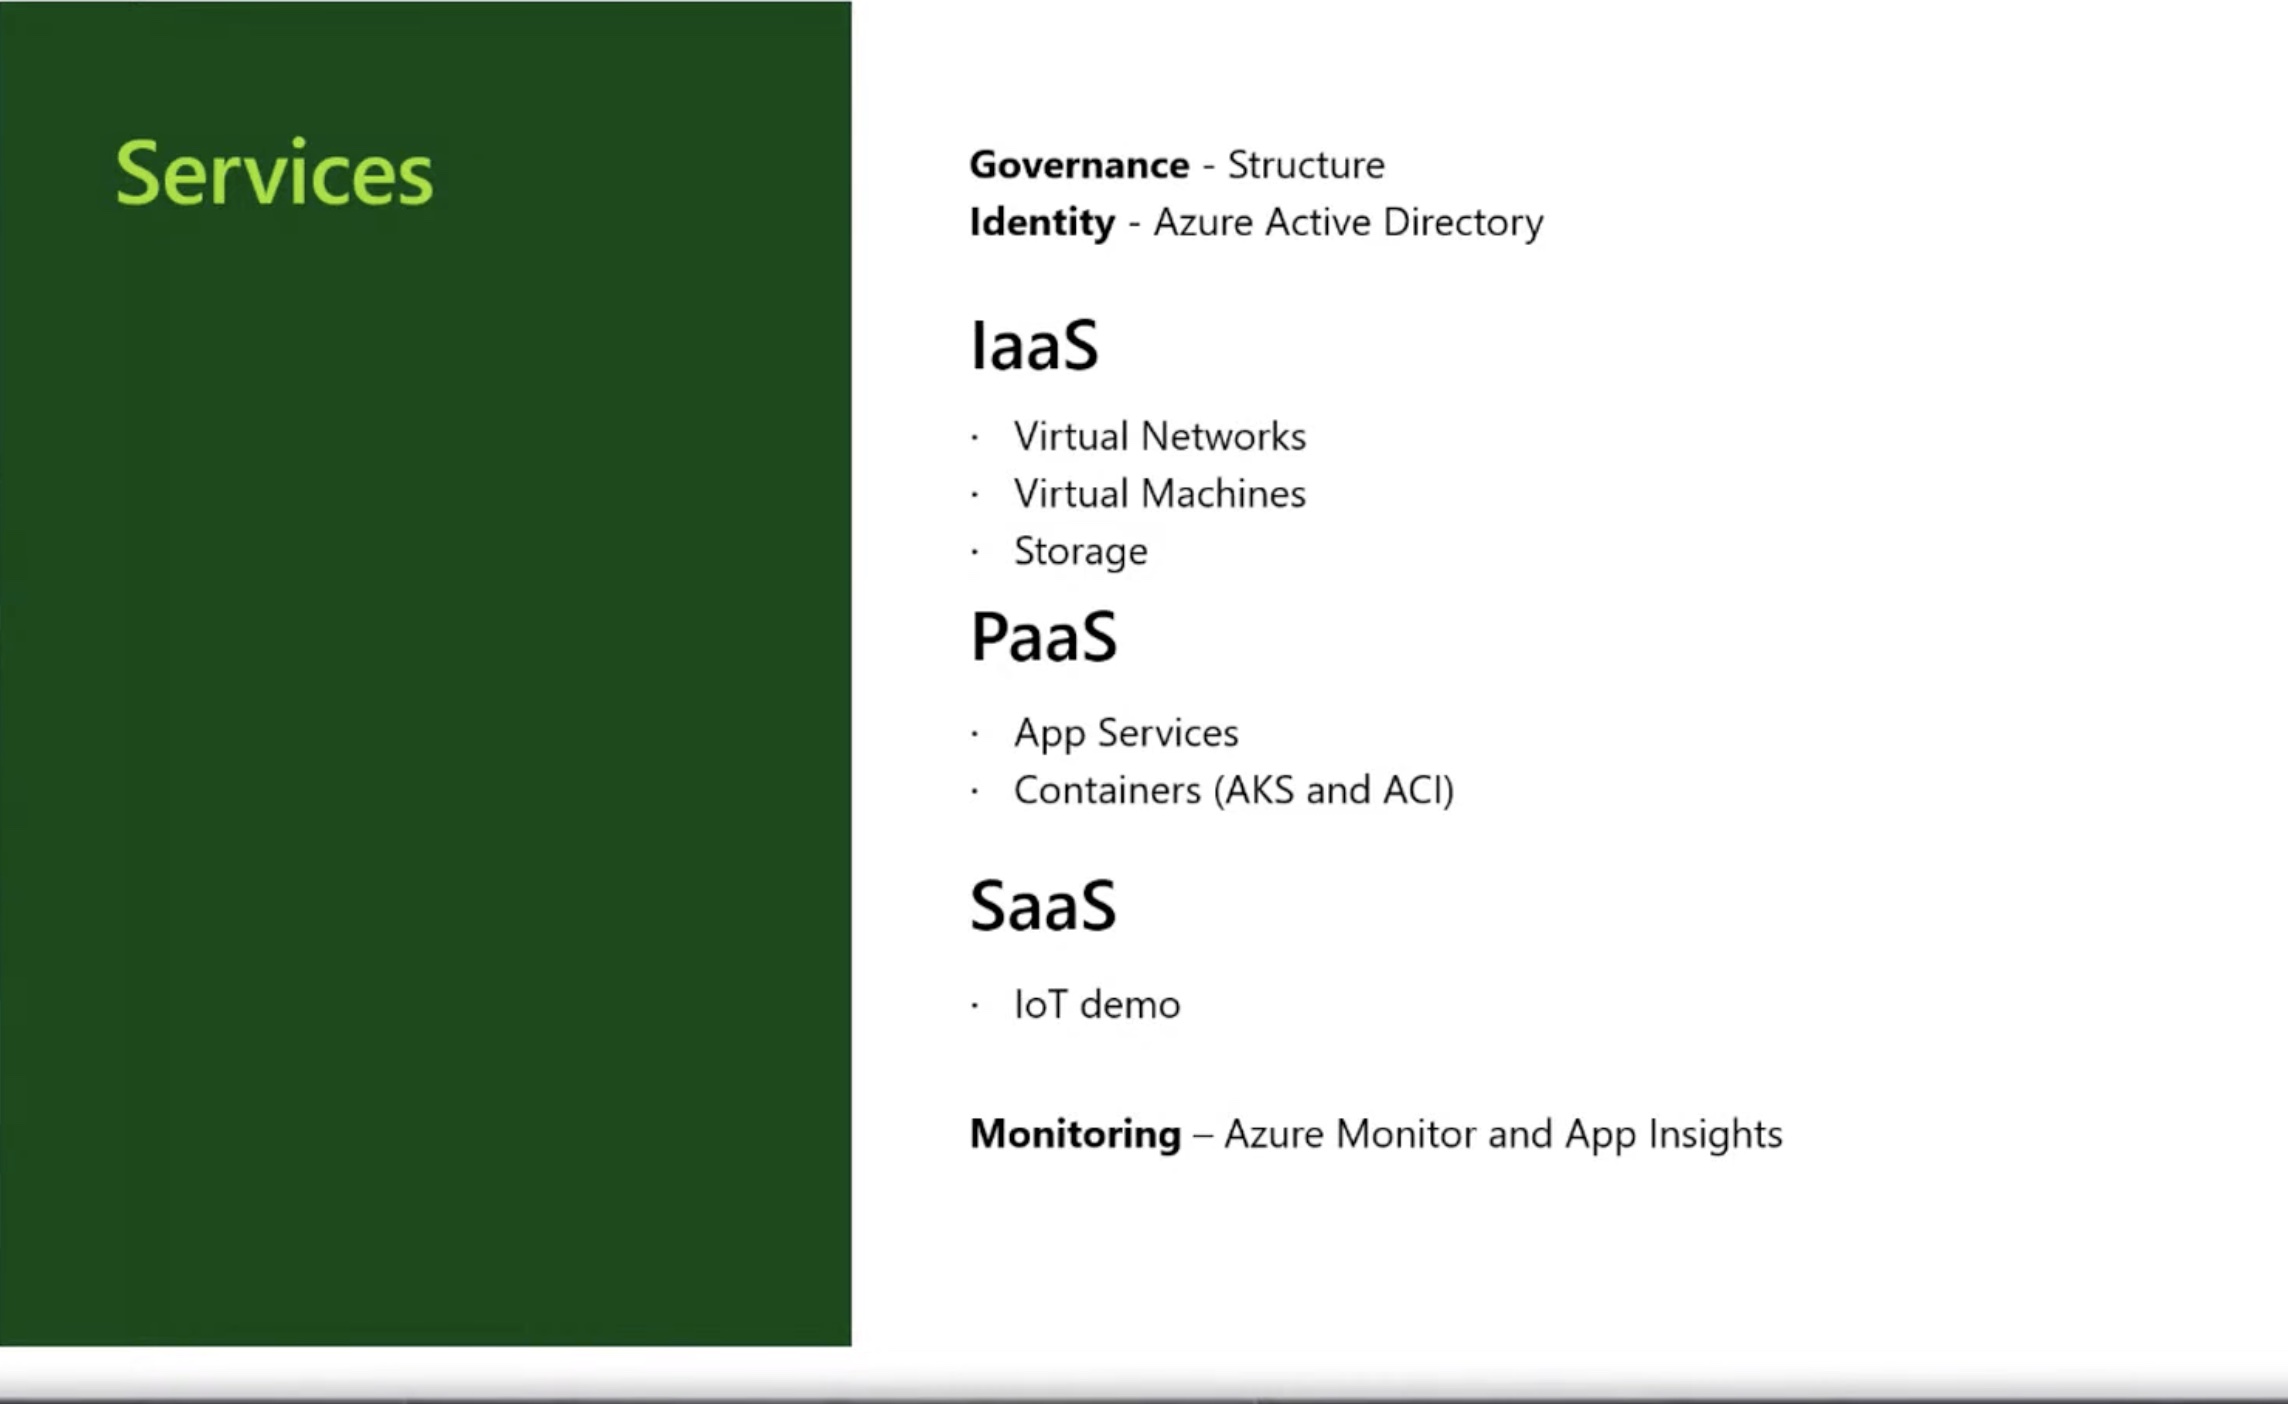 Services
Governance - Structure
Identity - Azure Active Directory
IaaS
· Virtual Networks
· Virtual Machines
· Storage
PaaS
· App Services
· Containers (AKS and ACI)
SaaS
· IoT demo
Monitoring – Azure Monitor and App Insights